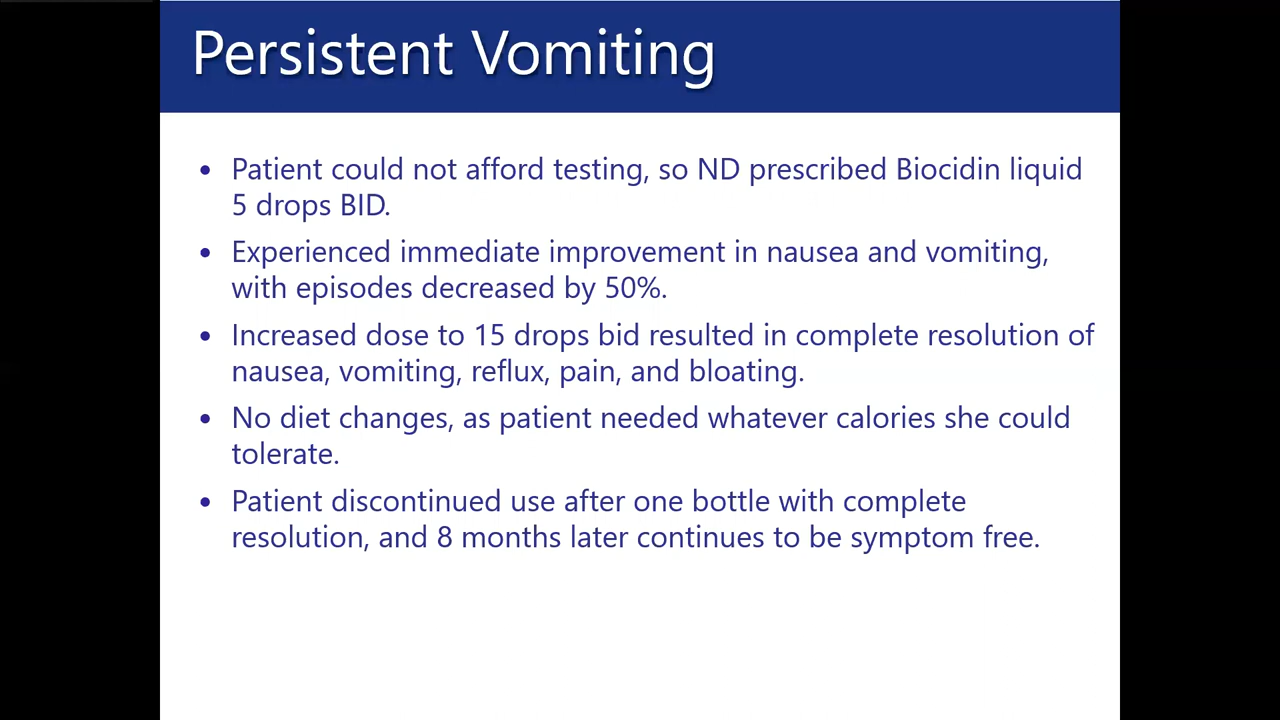 Persistent Vomiting
• Patient could not afford testing, so ND prescribed Biocidin liquid
5 drops BID.
• Experienced immediate improvement in nausea and vomiting,
with episodes decreased by 50%.
• Increased dose to 15 drops bid resulted in complete resolution of
nausea, vomiting, reflux, pain, and bloating.
• No diet changes, as patient needed whatever calories she could
tolerate.
• Patient discontinued use after one bottle with complete
resolution, and 8 months later continues to be symptom free.